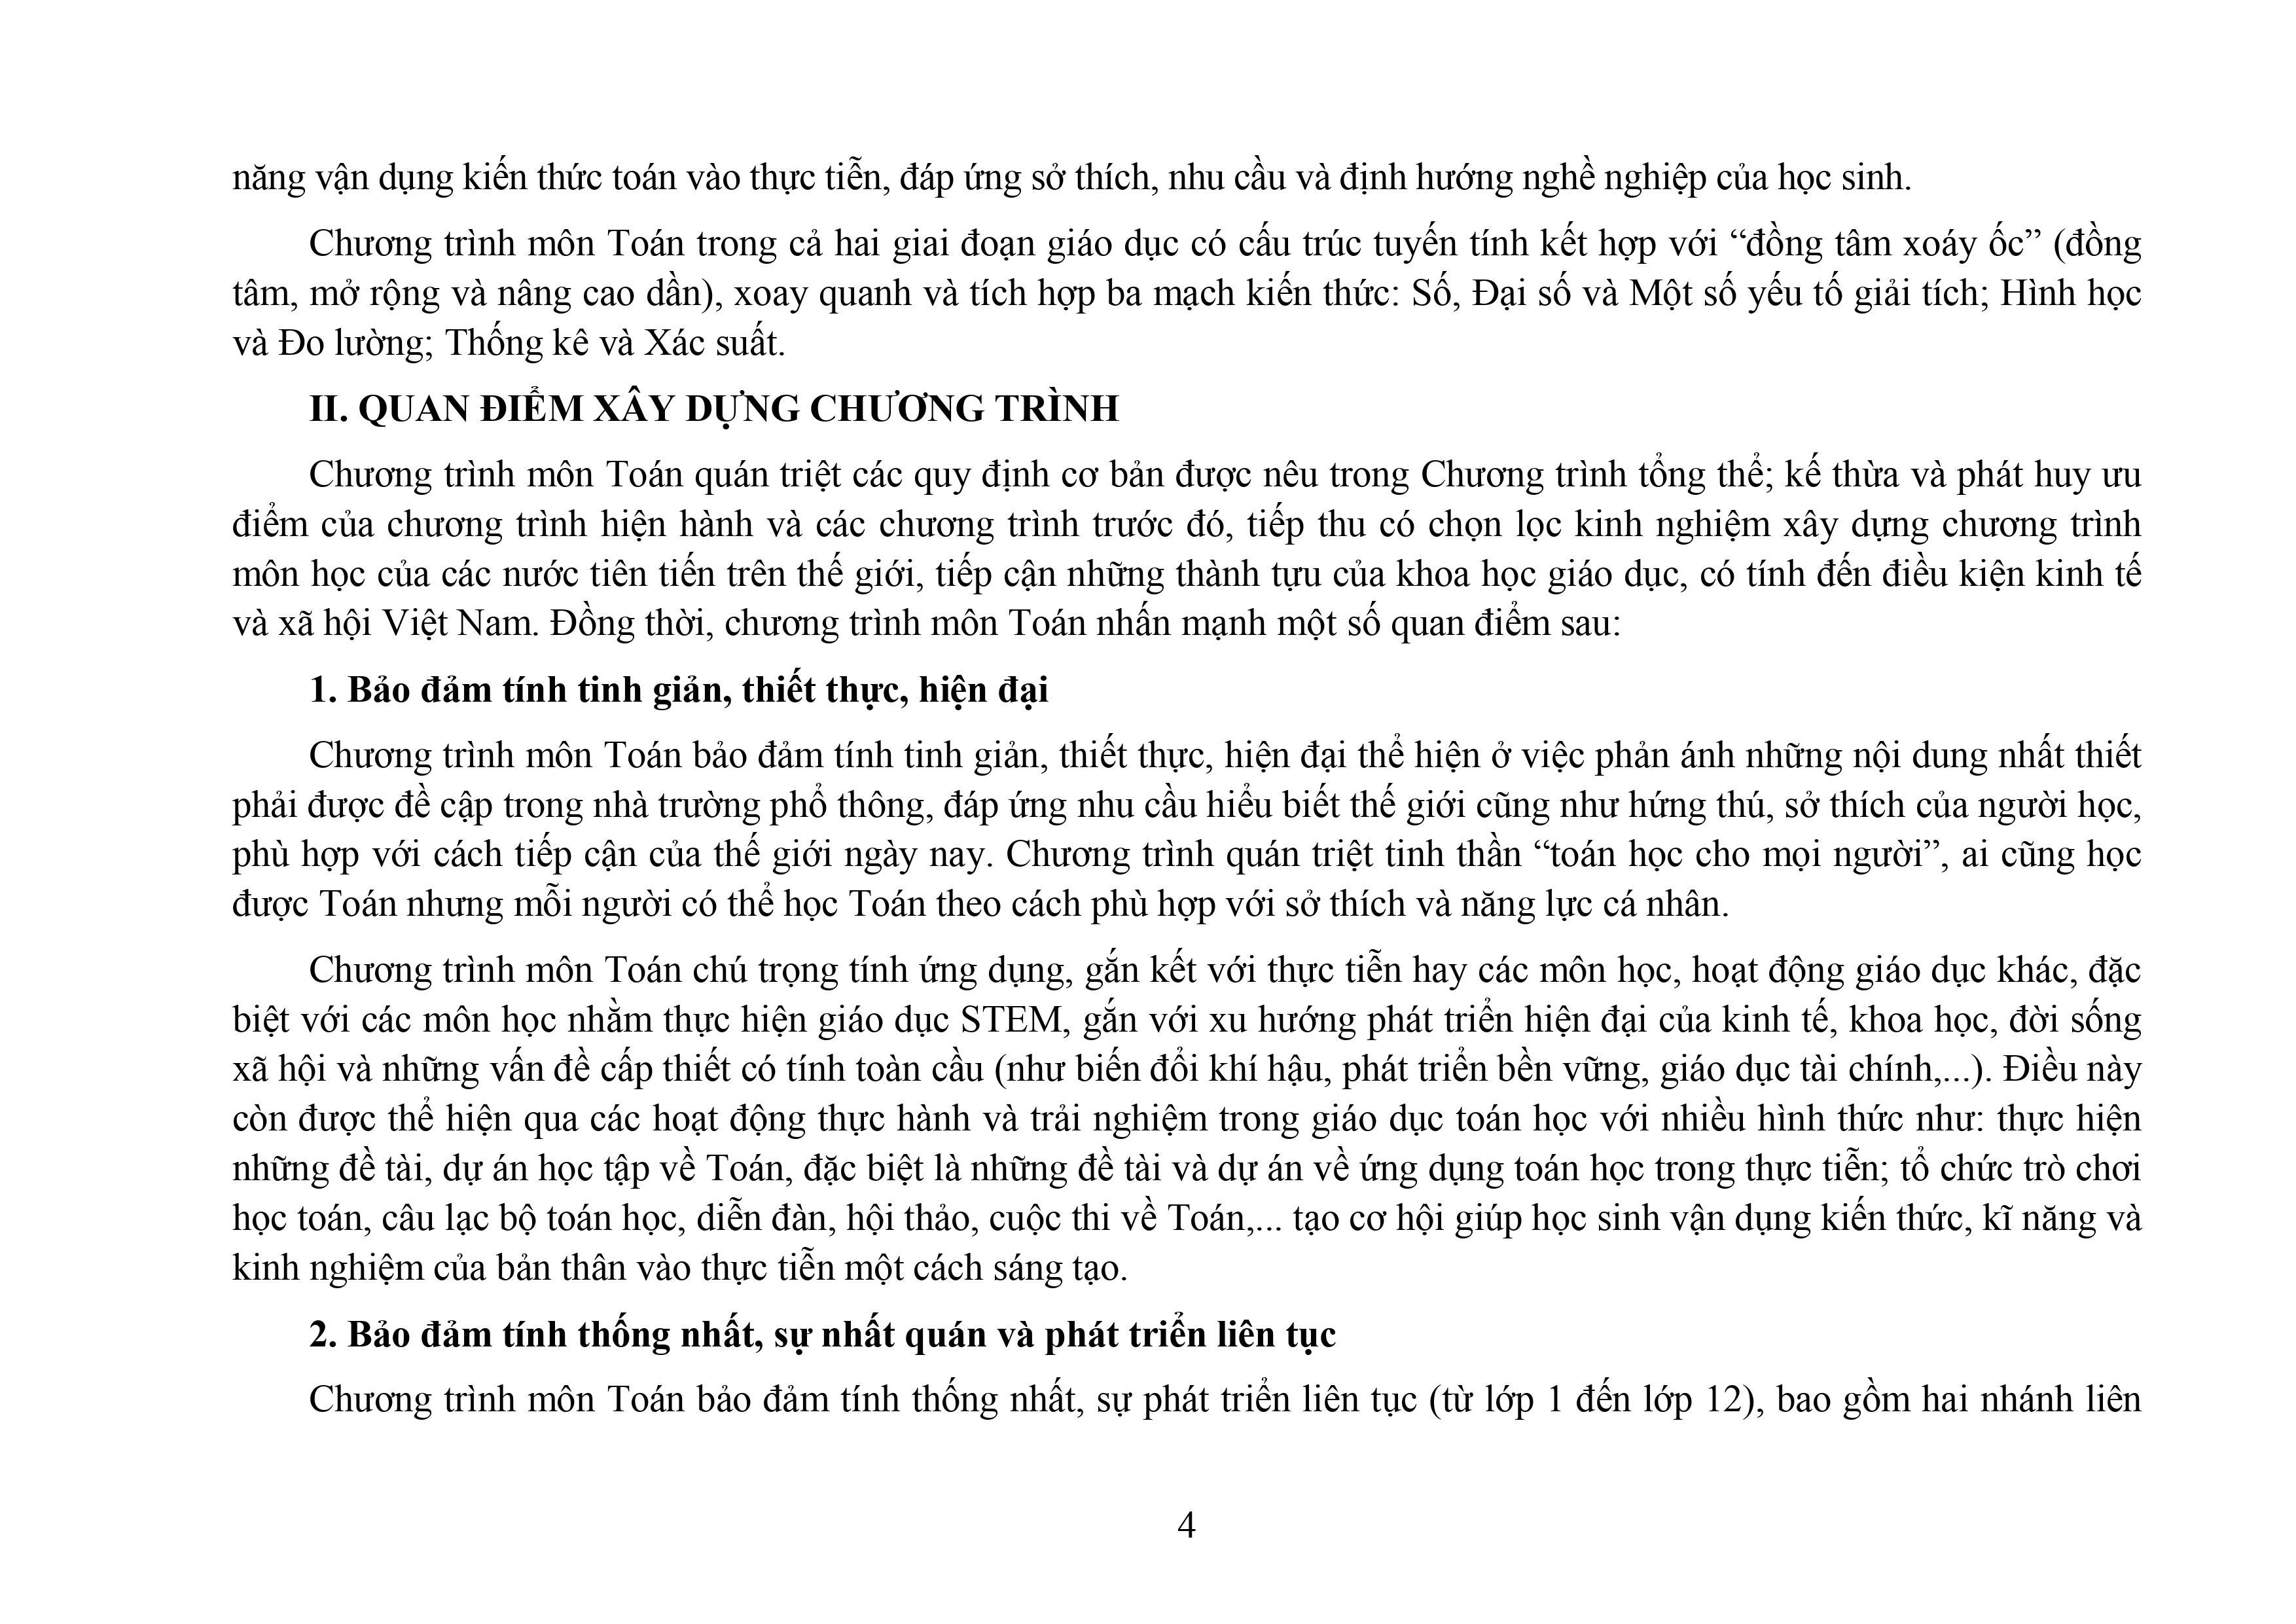 năng vận dụng kiến thức toán vào thực tiễn, đáp ứng sở thích, nhu cầu và định hướng nghề nghiệp của học sinh.
Chương trình môn Toán trong cả hai giai đoạn giáo dục có cấu trúc tuyến tính kết hợp với “đồng tâm xoáy ốc” (đồng
tâm, mở rộng và nâng cao dần), xoay quanh và tích hợp ba mạch kiến thức: Số, Đại số và Một số yếu tố giải tích; Hình học
và Đo lường; Thống kê và Xác suất.
II. QUAN ĐIỂM XÂY DỰNG CHƯƠNG TRÌNH
Chương trình môn Toán quán triệt các quy định cơ bản được nêu trong Chương trình tổng thể; kế thừa và phát huy ưu
điểm của chương trình hiện hành và các chương trình trước đó, tiếp thu có chọn lọc kinh nghiệm xây dựng chương trình
môn học của các nước tiên tiến trên thế giới, tiếp cận những thành tựu của khoa học giáo dục, có tính đến điều kiện kinh tế
và xã hội Việt Nam. Đồng thời, chương trình môn Toán nhấn mạnh một số quan điểm sau:
1. Bảo đảm tính tinh giản, thiết thực, hiện đại
Chương trình môn Toán bảo đảm tính tinh giản, thiết thực, hiện đại thể hiện ở việc phản ánh những nội dung nhất thiết
phải được đề cập trong nhà trường phổ thông, đáp ứng nhu cầu hiểu biết thế giới cũng như hứng thú, sở thích của người học,
phù hợp với cách tiếp cận của thế giới ngày nay. Chương trình quán triệt tinh thần “toán học cho mọi người”, ai cũng học
được Toán nhưng mỗi người có thể học Toán theo cách phù hợp với sở thích và năng lực cá nhân.
Chương trình môn Toán chú trọng tính ứng dụng, gắn kết với thực tiễn hay các môn học, hoạt động giáo dục khác, đặc
biệt với các môn học nhằm thực hiện giáo dục STEM, gắn với xu hướng phát triển hiện đại của kinh tế, khoa học, đời sống
xã hội và những vấn đề cấp thiết có tính toàn cầu (như biến đổi khí hậu, phát triển bền vững, giáo dục tài chính,...). Điều này
còn được thể hiện qua các hoạt động thực hành và trải nghiệm trong giáo dục toán học với nhiều hình thức như: thực hiện
những đề tài, dự án học tập về Toán, đặc biệt là những đề tài và dự án về ứng dụng toán học trong thực tiễn; tổ chức trò chơi
học toán, câu lạc bộ toán học, diễn đàn, hội thảo, cuộc thi về Toán,... tạo cơ hội giúp học sinh vận dụng kiến thức, kĩ năng và
kinh nghiệm của bản thân vào thực tiễn một cách sáng tạo.
2. Bảo đảm tính thống nhất, sự nhất quán và phát triển liên tục
Chương trình môn Toán bảo đảm tính thống nhất, sự phát triển liên tục (từ lớp 1 đến lớp 12), bao gồm hai nhánh liên
4